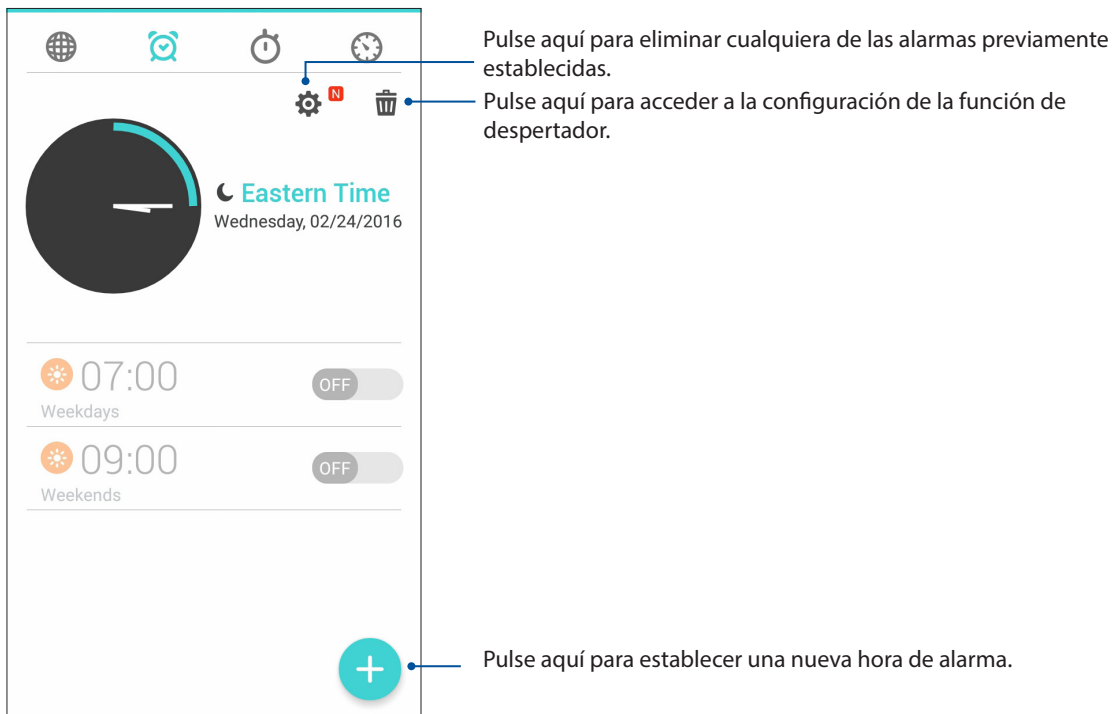 Pulse aquí para eliminar cualquiera de las alarmas previamente
establecidas.
N
Pulse aquí para acceder a la configuración de la función de
despertador.
Eastern Time
Wednesday, 02/24/2016
07:00
OFF
Weekdays
09:00
OFF
Weekends
Pulse aquí para establecer una nueva hora de alarma.